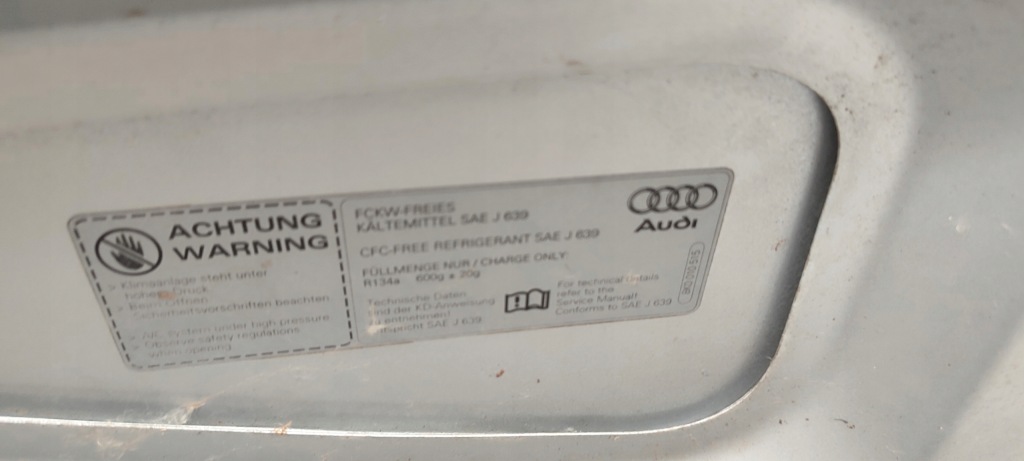 ACHTUNG
WARNING
> Klimaanlage steht unter
hohem Druck.
> Beim Öffnen
Sicherheitsvorschriften beachten
> A/C system under high pressure
> Observe safety regulations
when opening.
FCKW-FREIES
KÄLTEMITTEL SAE J 639
CFC-FREE REFRIGERANT SAE J 639
FÜLLMENGE NUR / CHARGE ONLY:
R134a 600g ± 20g
Technische Daten
sind der KD-Anweisung
zu entnehmen!
Entspricht SAE J 639
For technical details
refer to the
Service Manual!
Conforms to SAE J 639
Audi